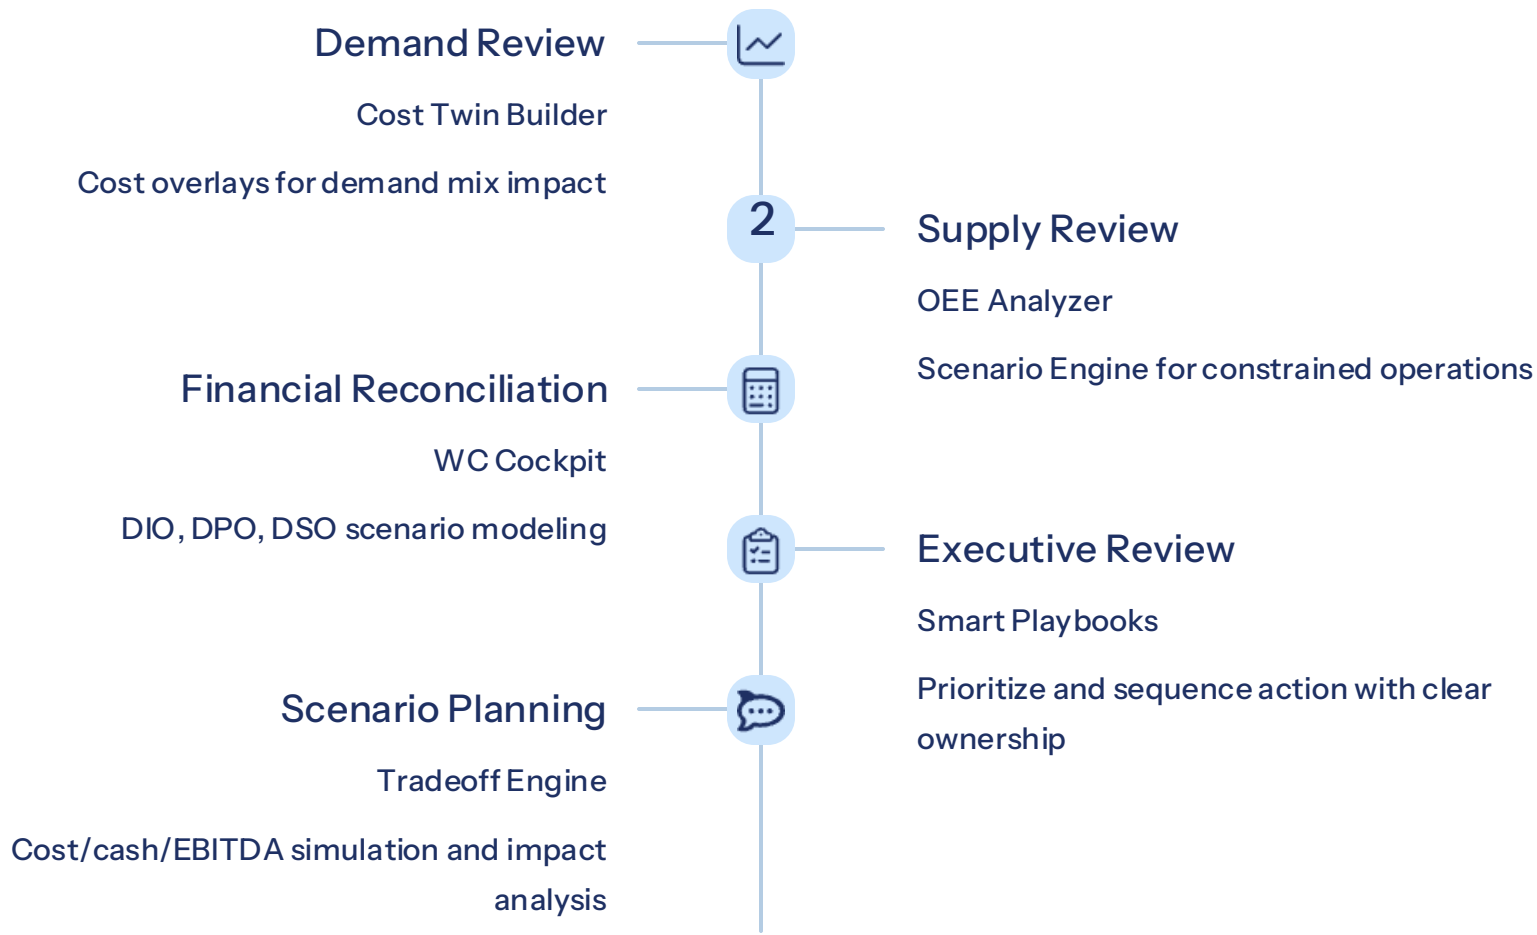 Demand Review
Cost Twin Builder
Cost overlays for demand mix impact
2
Supply Review
OEE Analyzer
Scenario Engine for constrained operations
Financial Reconciliation
WC Cockpit
DIO, DPO, DSO scenario modeling
Executive Review
Smart Playbooks
Prioritize and sequence action with clear
ownership
Scenario Planning
Tradeoff Engine
Cost/cash/EBITDA simulation and impact
analysis